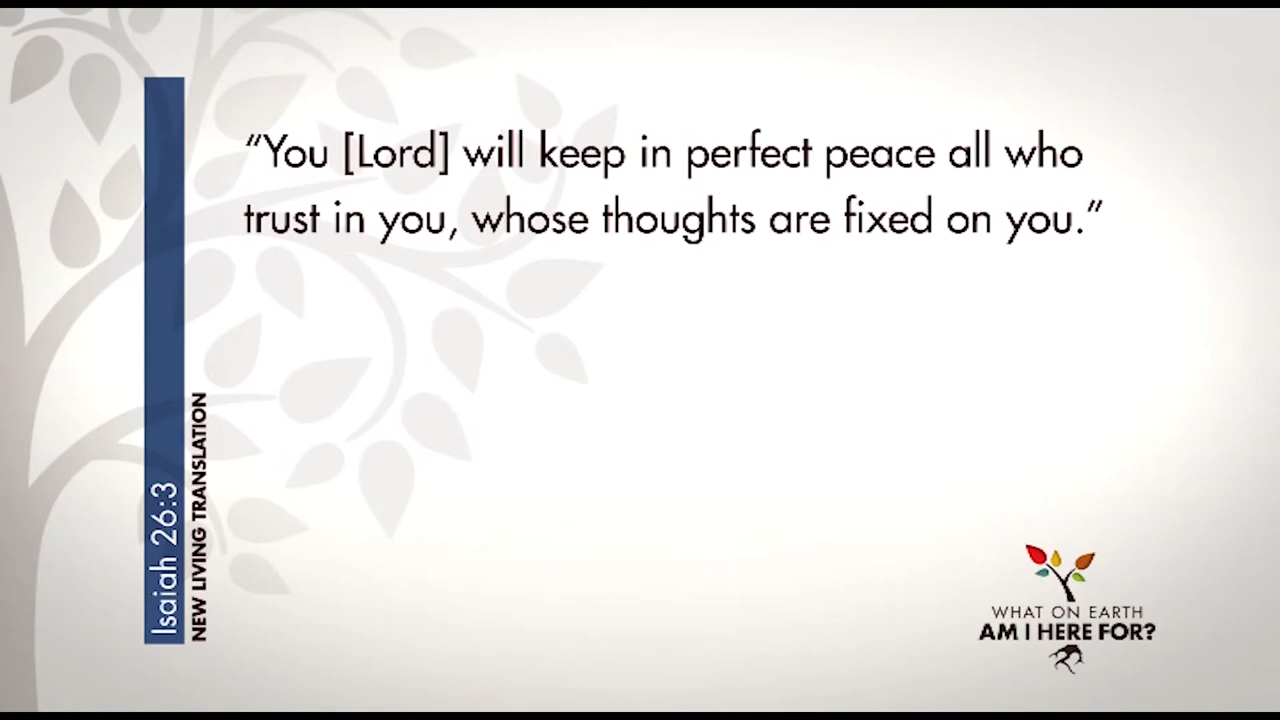 “You [Lord] will keep in perfect peace all who
trust in you, whose thoughts are fixed on you.”
Isaiah 26:3
NEW LIVING TRANSLATION
WHAT ON EARTH
AM I HERE FOR?